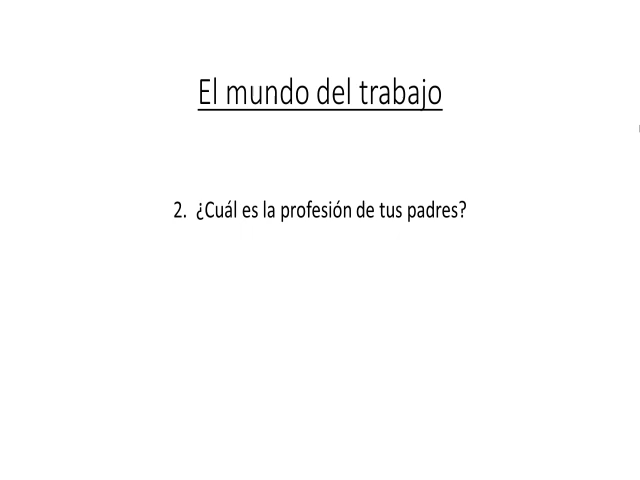 El mundo del trabajo
2. ¿Cuál es la profesión de tus padres?